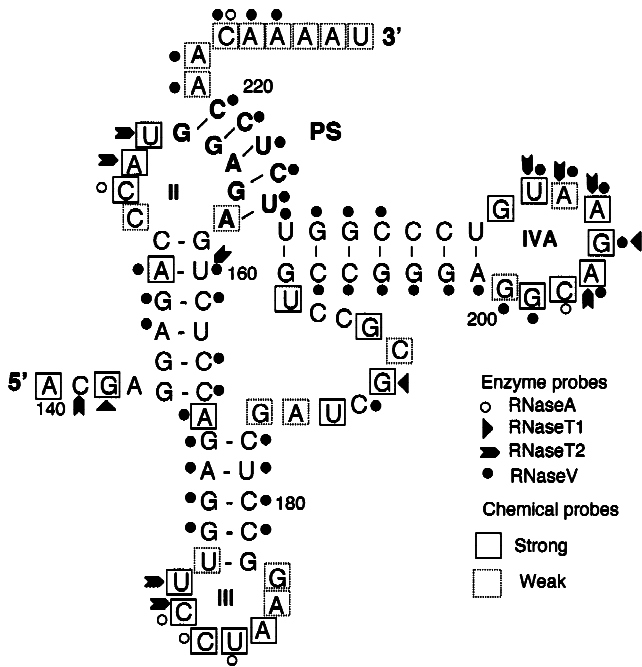 CAAAAU 3’
A
A 220
C
U G C PS
A G U
C II A C
G U
C A U G U A A
C - G U G G C C C U IVA G
A - U 160 G C C G G G A G G C A
G - C U C C G 200
A - U C
G - C
5’ A C G A G - C G
140 A G A U C
G - C
A - U
G - C 180
G - C
U - G
U III G
C A
C U A
Enzyme probes
RNaseA
RNaseT1
RNaseT2
RNaseV
Chemical probes
Strong
Weak